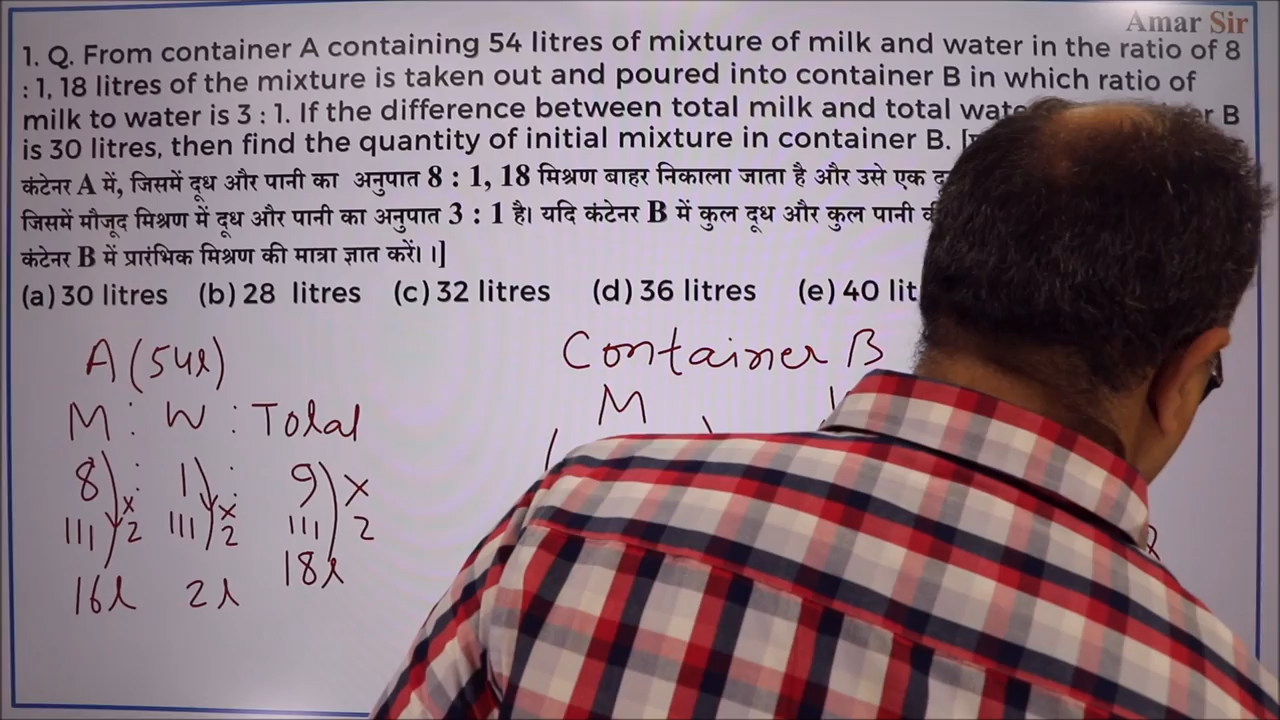 Amar Sir
1. Q. From container A containing 54 litres of mixture of milk and water in the ratio of 8
: 1, 18 litres of the mixture is taken out and poured into container B in which ratio of
milk to water is 3 : 1. If the difference between total milk and total er B
is 30 litres, then find the quantity of initial mixture in container B.
कंटेनर A में, जिसमें दूध और पानी का अनुपात 8 : 1, 18 मिश्रण बाहर निकाला जाता है और उसे एक
जिसमें मौजूद मिश्रण में दूध और पानी का अनुपात 3 : 1 है। यदि कंटेनर B में कुल दूध और कुल पानी
कंटेनर B में प्रारंभिक मिश्रण की मात्रा ज्ञात करें। ।]
(a) 30 litres (b) 28 litres (c) 32 litres (d) 36 litres (e) 40 lit
A (54l) Container B
M : W : Total M
8 : 1 : 9
x2 x2 x2
16l 2l 18l